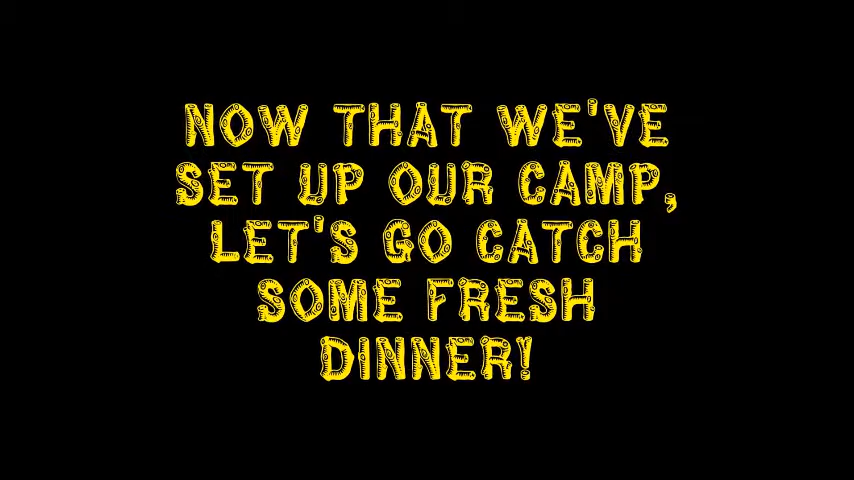 NOW THAT WE'VE
SET UP OUR CAMP,
LET'S GO CATCH
SOME FRESH
DINNER!